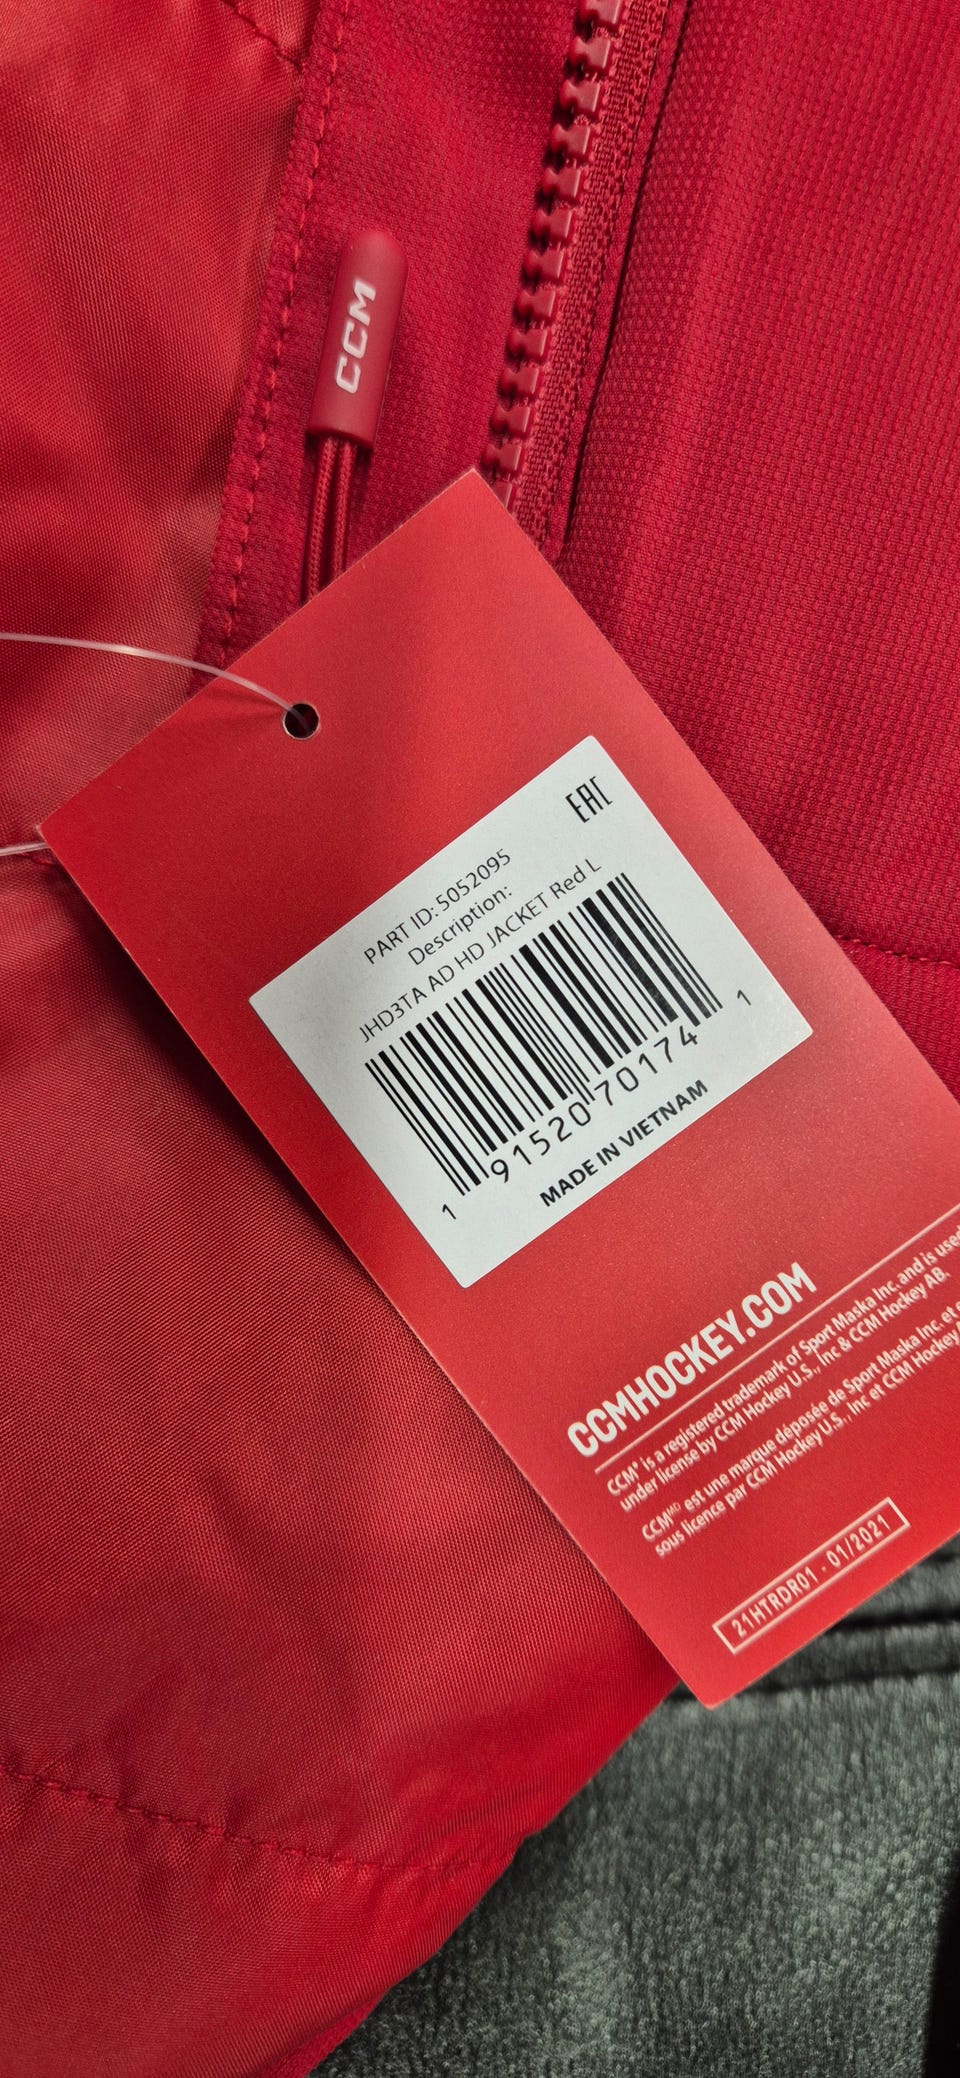 CCM
EAC
PART ID: 5052095
Description:
JHD3TA AD HD JACKET Red L
1 91520 70174 1
MADE IN VIETNAM
CCMHOCKEY.COM
CCM® is a registered trademark of Sport Maska Inc. and is used
under license by CCM Hockey U.S., Inc & CCM Hockey AB.
CCMᴹᴰ est une marque déposée de Sport Maska Inc. et
sous licence par CCM Hockey U.S., Inc et CCM Hockey
21HTRDR01 - 01/2021